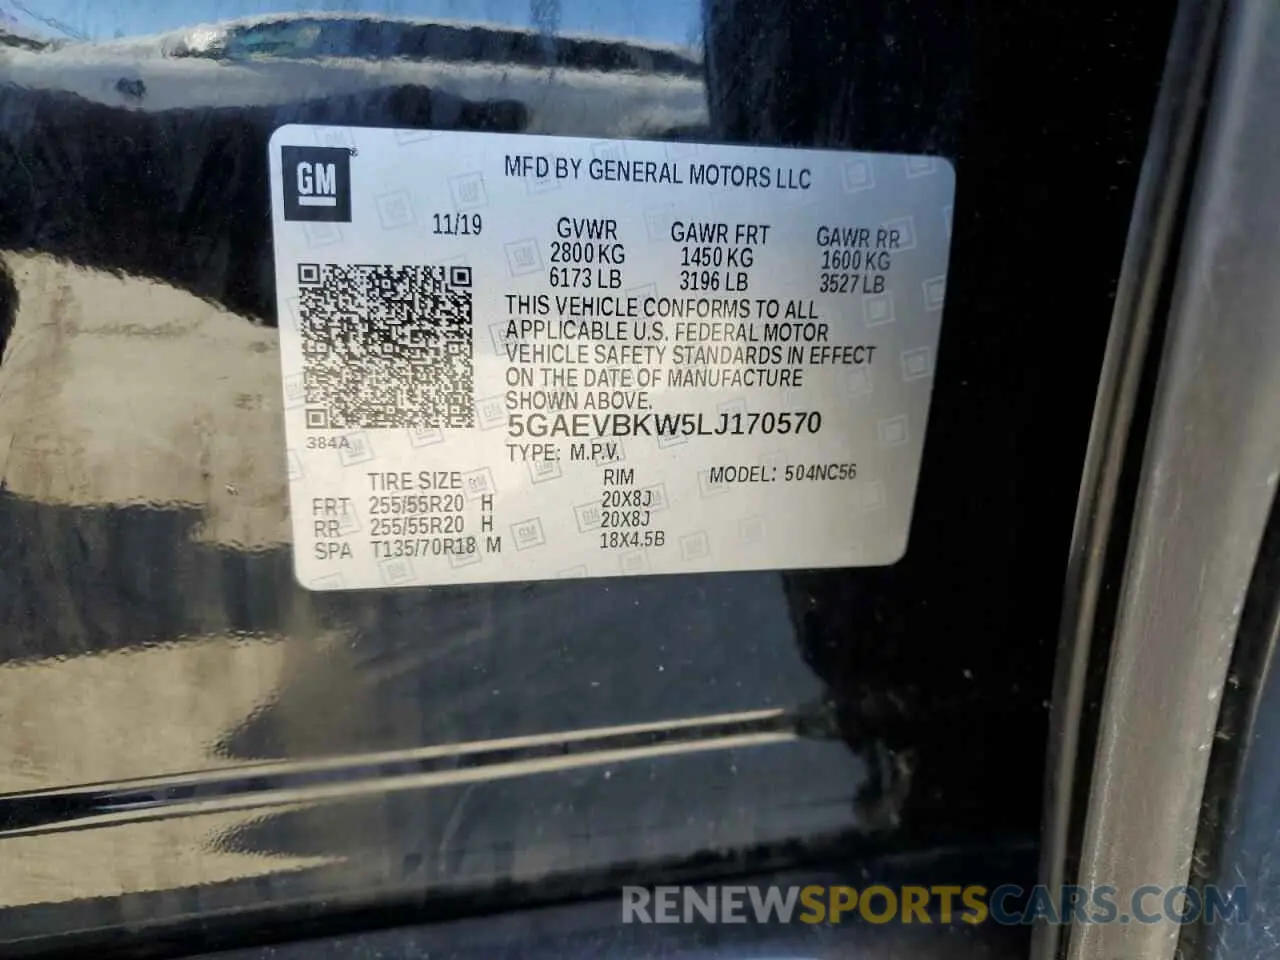 GM®
MFD BY GENERAL MOTORS LLC
11/19 GVWR GAWR FRT GAWR RR
2800 KG 1450 KG 1600 KG
6173 LB 3196 LB 3527 LB
THIS VEHICLE CONFORMS TO ALL
APPLICABLE U.S. FEDERAL MOTOR
VEHICLE SAFETY STANDARDS IN EFFECT
ON THE DATE OF MANUFACTURE
SHOWN ABOVE.
5GAEVBKW5LJ170570
384A
TYPE: M.P.V.
TIRE SIZE RIM MODEL: 504NC56
FRT 255/55R20 H 20X8J
RR 255/55R20 H 20X8J
SPA T135/70R18 M 18X4.5B
RENEWSPORTSCARS.COM